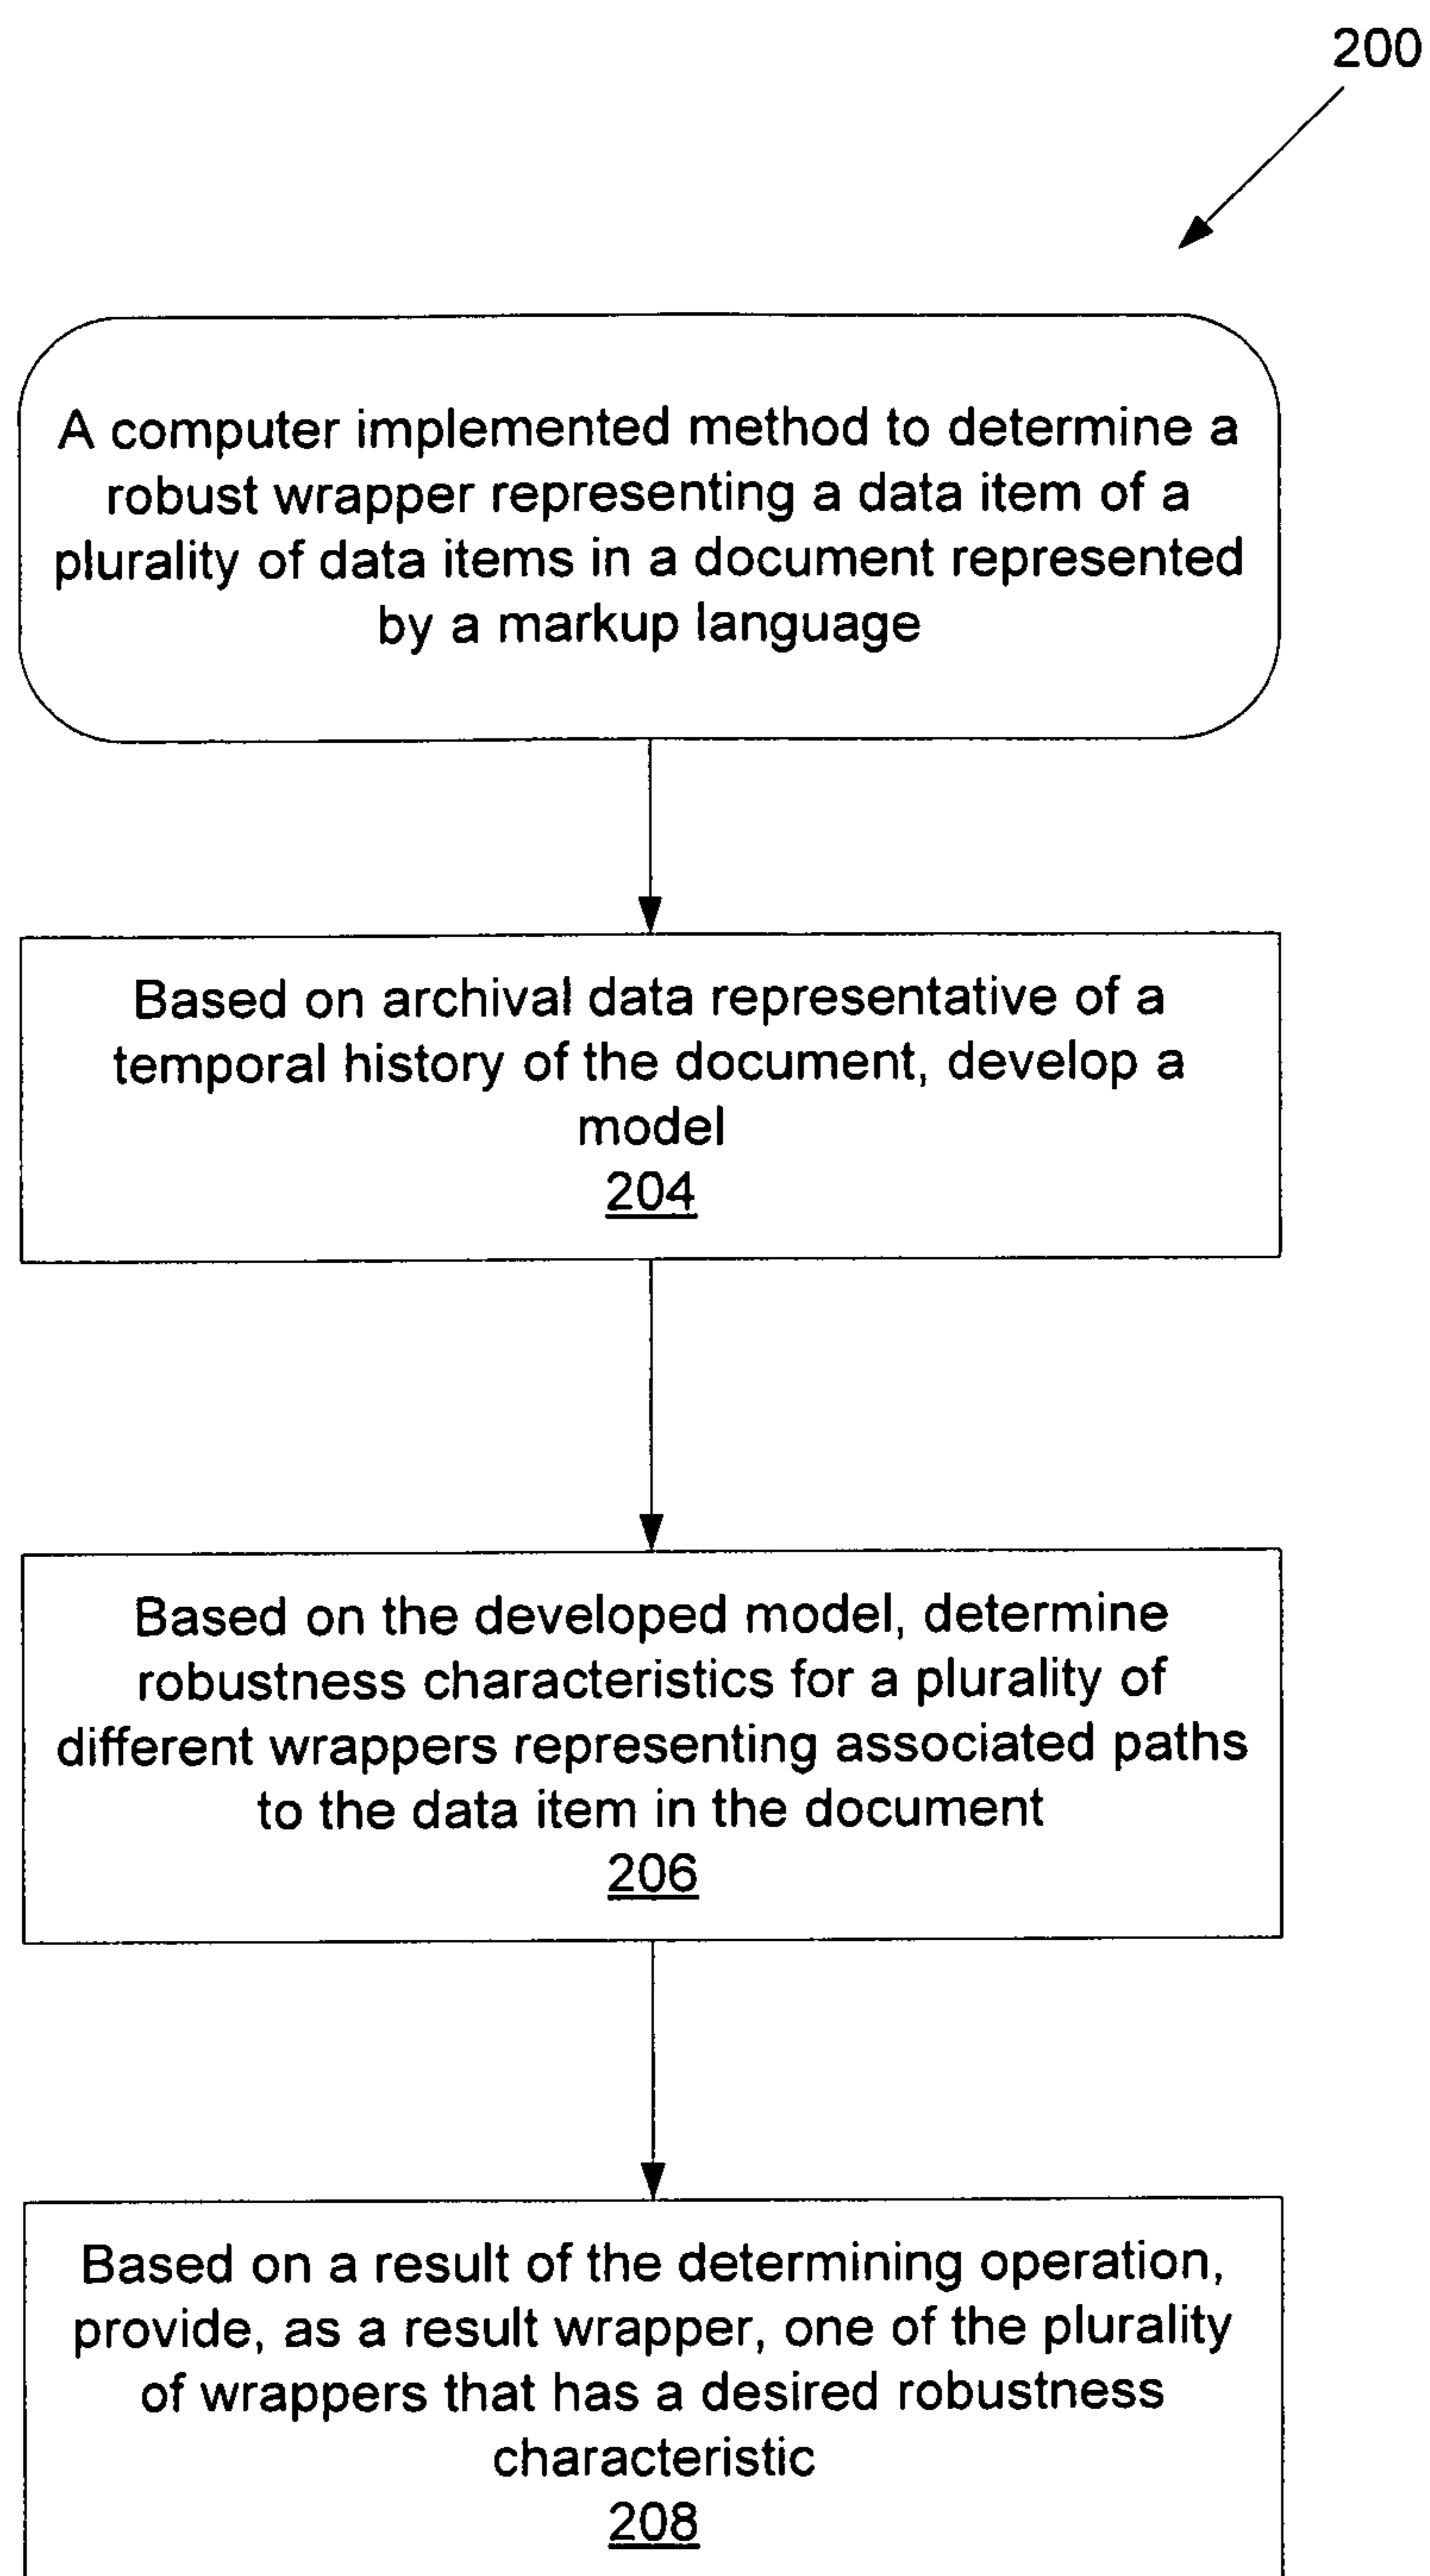 200
A computer implemented method to determine a
robust wrapper representing a data item of a
plurality of data items in a document represented
by a markup language
Based on archival data representative of a
temporal history of the document, develop a
model
204
Based on the developed model, determine
robustness characteristics for a plurality of
different wrappers representing associated paths
to the data item in the document
206
Based on a result of the determining operation,
provide, as a result wrapper, one of the plurality
of wrappers that has a desired robustness
characteristic
208